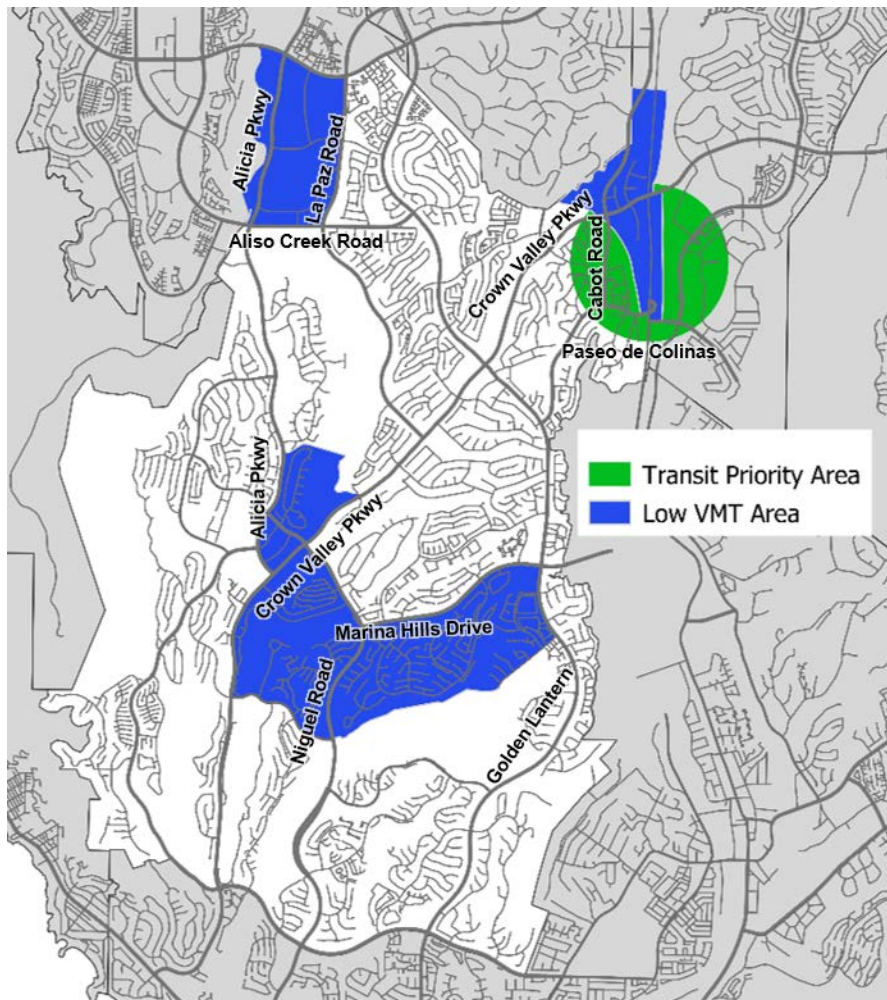 Alicia Pkwy
La Paz Road
Aliso Creek Road
Crown Valley Pkwy
Cabot Road
Paseo de Colinas
Transit Priority Area
Low VMT Area
Alicia Pkwy
Crown Valley Pkwy
Marina Hills Drive
Niguel Road
Golden Lantern